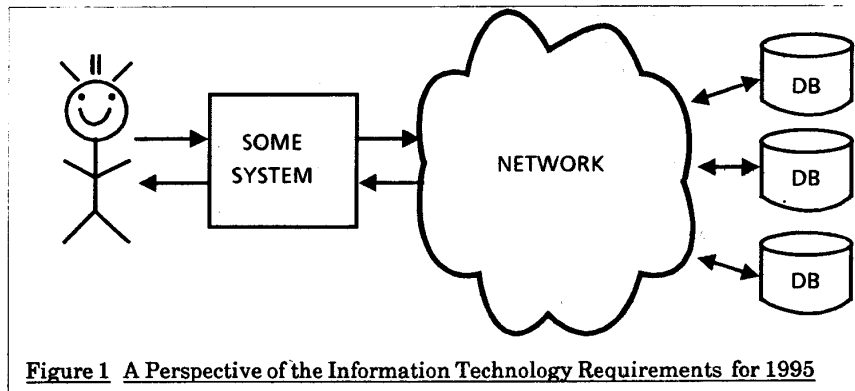 SOME
SYSTEM
NETWORK
DB
DB
DB
Figure 1 A Perspective of the Information Technology Requirements for 1995